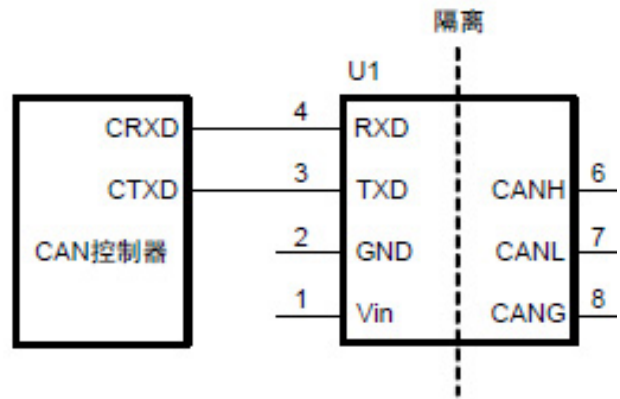 隔离
U1
CRXD 4 RXD
CTXD 3 TXD CANH 6
CAN控制器 2 GND CANL 7
1 Vin CANG 8